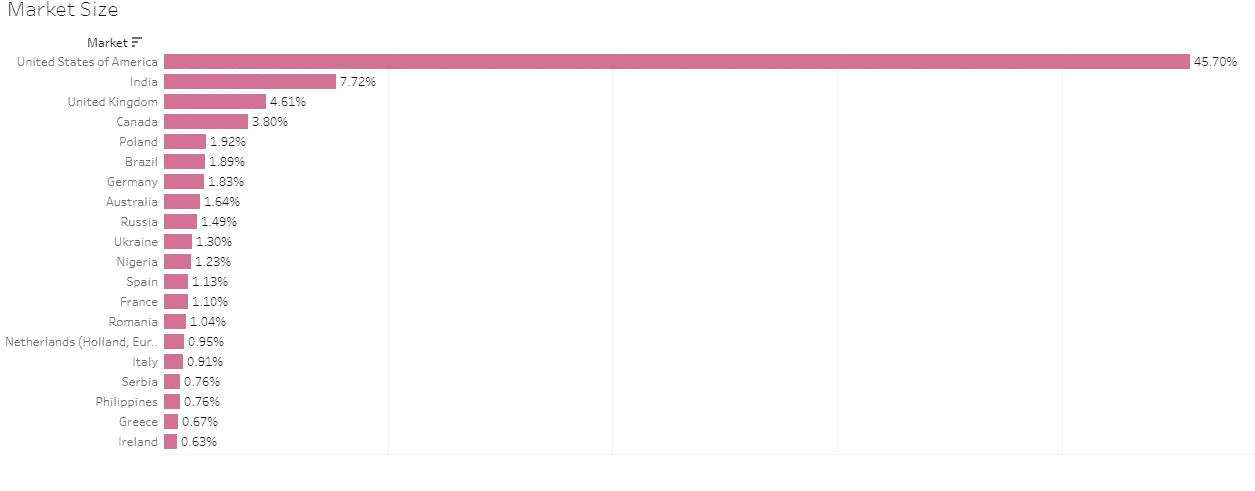 Market Size
Market
United States of America 45.70%
India 7.72%
United Kingdom 4.61%
Canada 3.80%
Poland 1.92%
Brazil 1.89%
Germany 1.83%
Australia 1.64%
Russia 1.49%
Ukraine 1.30%
Nigeria 1.23%
Spain 1.13%
France 1.10%
Romania 1.04%
Netherlands (Holland, Eur.. 0.95%
Italy 0.91%
Serbia 0.76%
Philippines 0.76%
Greece 0.67%
Ireland 0.63%